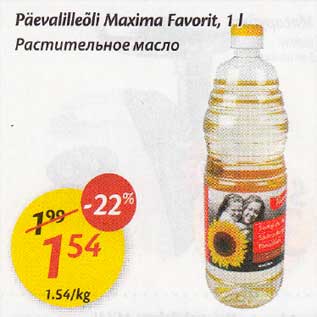 Päevalilleõli Maxima Favorit, 1 l
Растительное масло
-22%
1.99
1.54
1.54/kg